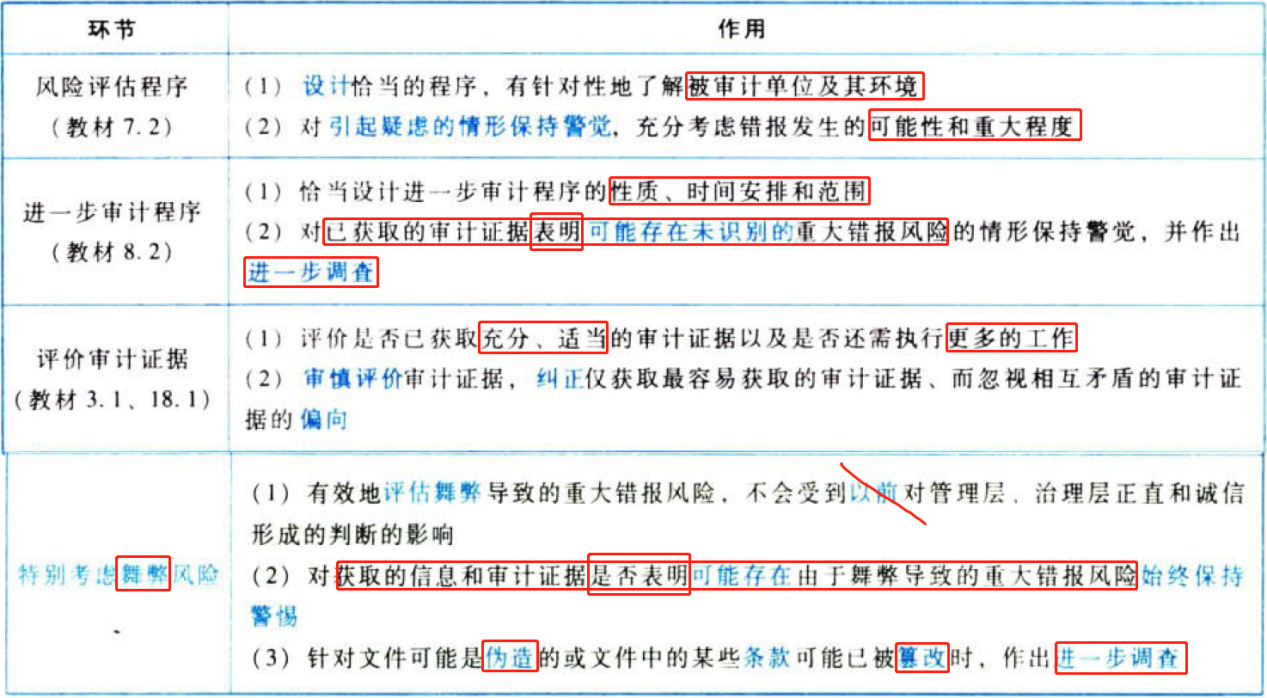 环节
作用
风险评估程序
（教材 7.2）
（1）设计恰当的程序，有针对性地了解被审计单位及其环境
（2）对引起疑虑的情形保持警觉，充分考虑错报发生的可能性和重大程度
进一步审计程序
（教材 8.2）
（1）恰当设计进一步审计程序的性质、时间安排和范围
（2）对已获取的审计证据表明可能存在未识别的重大错报风险的情形保持警觉，并作出
进一步调查
评价审计证据
（教材 3.1、18.1）
（1）评价是否已获取充分、适当的审计证据以及是否还需执行更多的工作
（2）审慎评价审计证据，纠正仅获取最容易获取的审计证据、而忽视相互矛盾的审计证
据的偏向
特别考虑舞弊风险
（1）有效地评估舞弊导致的重大错报风险，不会受到以前对管理层、治理层正直和诚信
形成的判断的影响
（2）对获取的信息和审计证据是否表明可能存在由于舞弊导致的重大错报风险始终保持
警惕
（3）针对文件可能是伪造的或文件中的某些条款可能已被篡改时，作出进一步调查